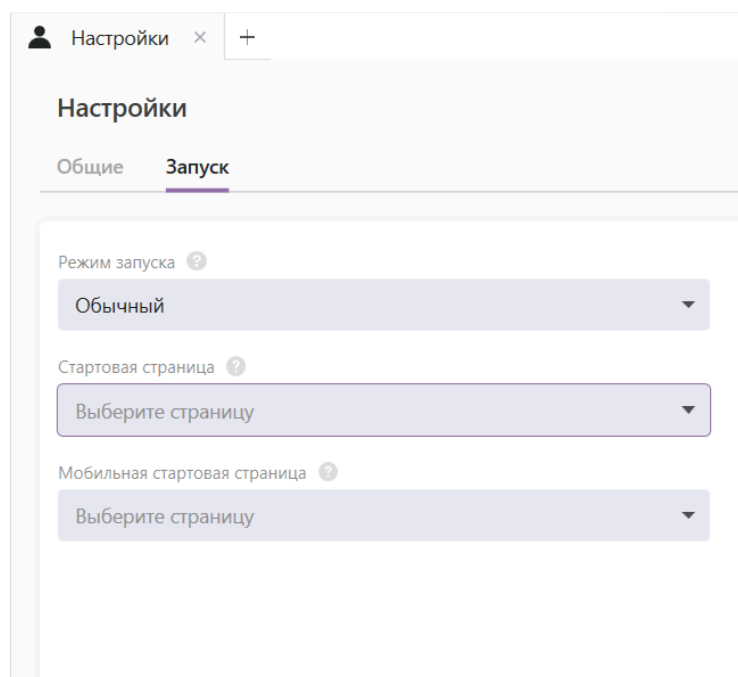 Настройки × +
Настройки
Общие Запуск
Режим запуска ?
Обычный
Стартовая страница ?
Выберите страницу
Мобильная стартовая страница ?
Выберите страницу